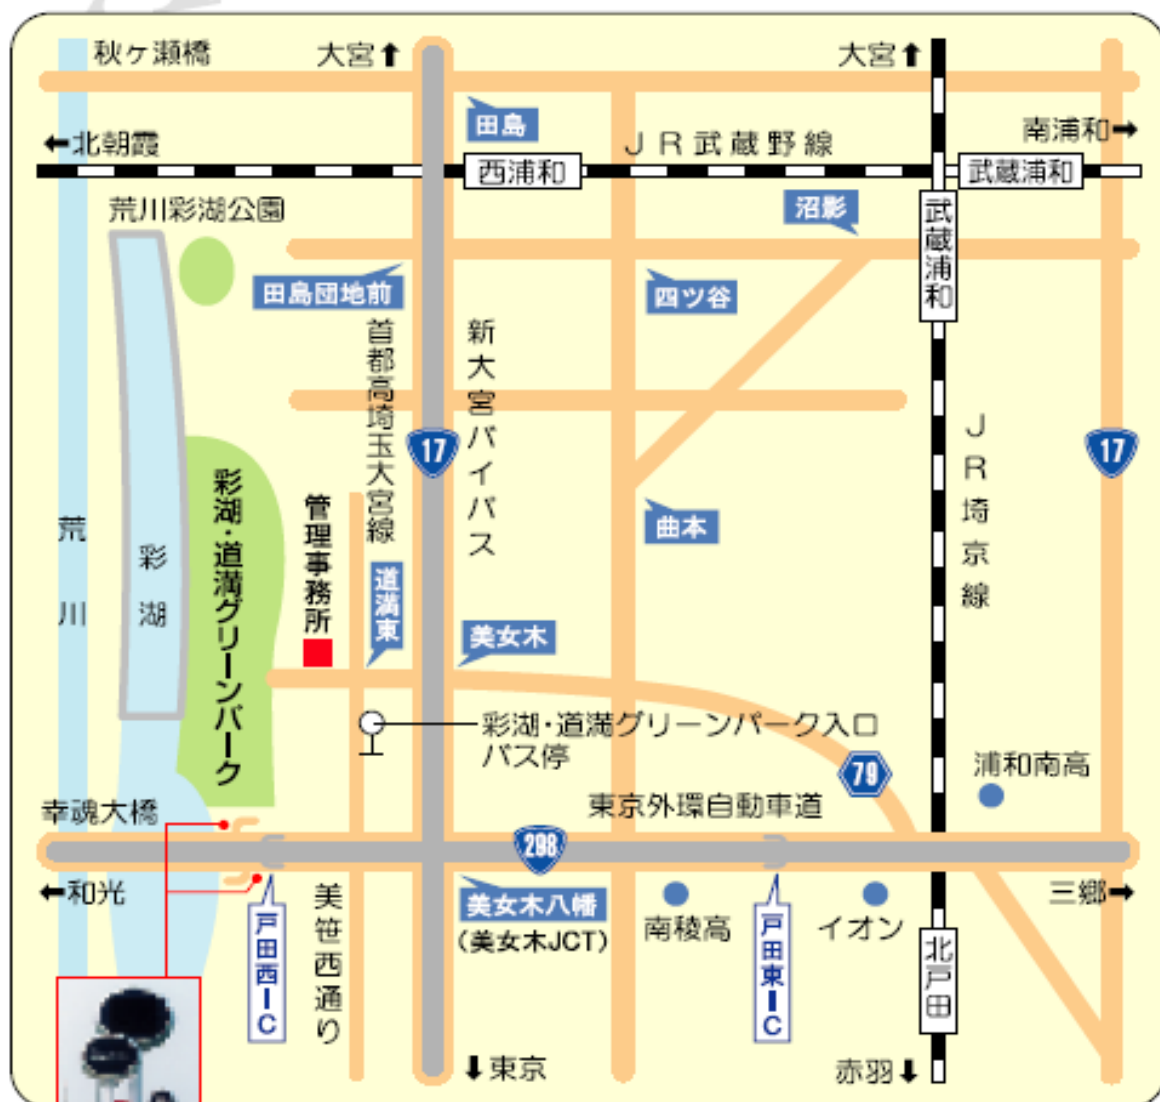 秋ヶ瀬橋
大宮↑
大宮↑
田島
←北朝霞
JR武蔵野線
南浦和→
西浦和
武蔵浦和
荒川彩湖公園
沼影
武蔵浦和
田島団地前
四ツ谷
首都高埼玉大宮線
新大宮バイパス
17
17
JR埼京線
彩湖・道満グリーンパーク
管理事務所
曲本
荒川
彩湖
道満東
美女木
彩湖・道満グリーンパーク入口
バス停
79
浦和南高
幸魂大橋
東京外環自動車道
298
←和光
美笹西通り
美女木八幡
(美女木JCT)
南稜高
イオン
三郷→
戸田西IC
戸田東IC
北戸田
↓東京
赤羽↓